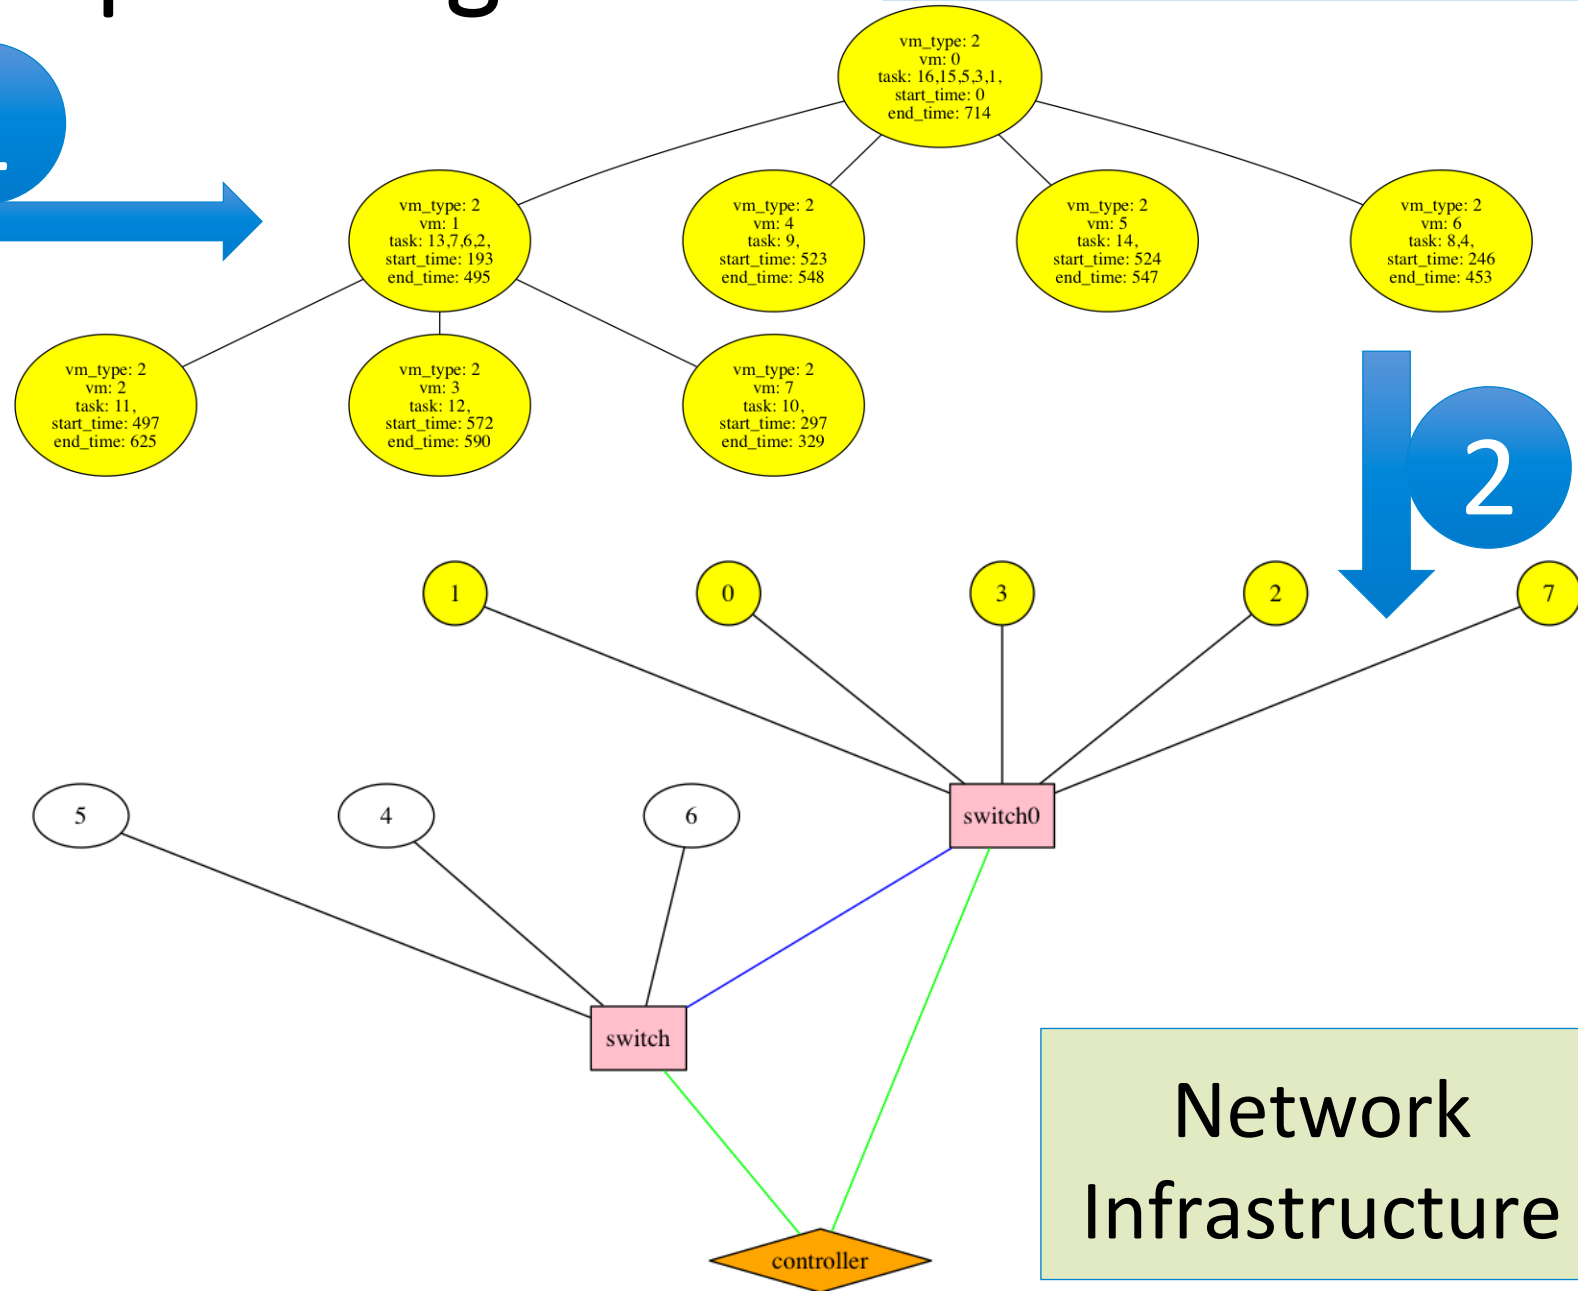 vm_type: 2
vm: 0
task: 16,15,5,3,1,
start_time: 0
end_time: 714
vm_type: 2
vm: 1
task: 13,7,6,2,
start_time: 193
end_time: 495
vm_type: 2
vm: 4
task: 9,
start_time: 523
end_time: 548
vm_type: 2
vm: 5
task: 14,
start_time: 524
end_time: 547
vm_type: 2
vm: 6
task: 8,4,
start_time: 246
end_time: 453
vm_type: 2
vm: 2
task: 11,
start_time: 497
end_time: 625
vm_type: 2
vm: 3
task: 12,
start_time: 572
end_time: 590
vm_type: 2
vm: 7
task: 10,
start_time: 297
end_time: 329
2
1
0
3
2
7
5
4
6
switch0
switch
controller
Network
Infrastructure